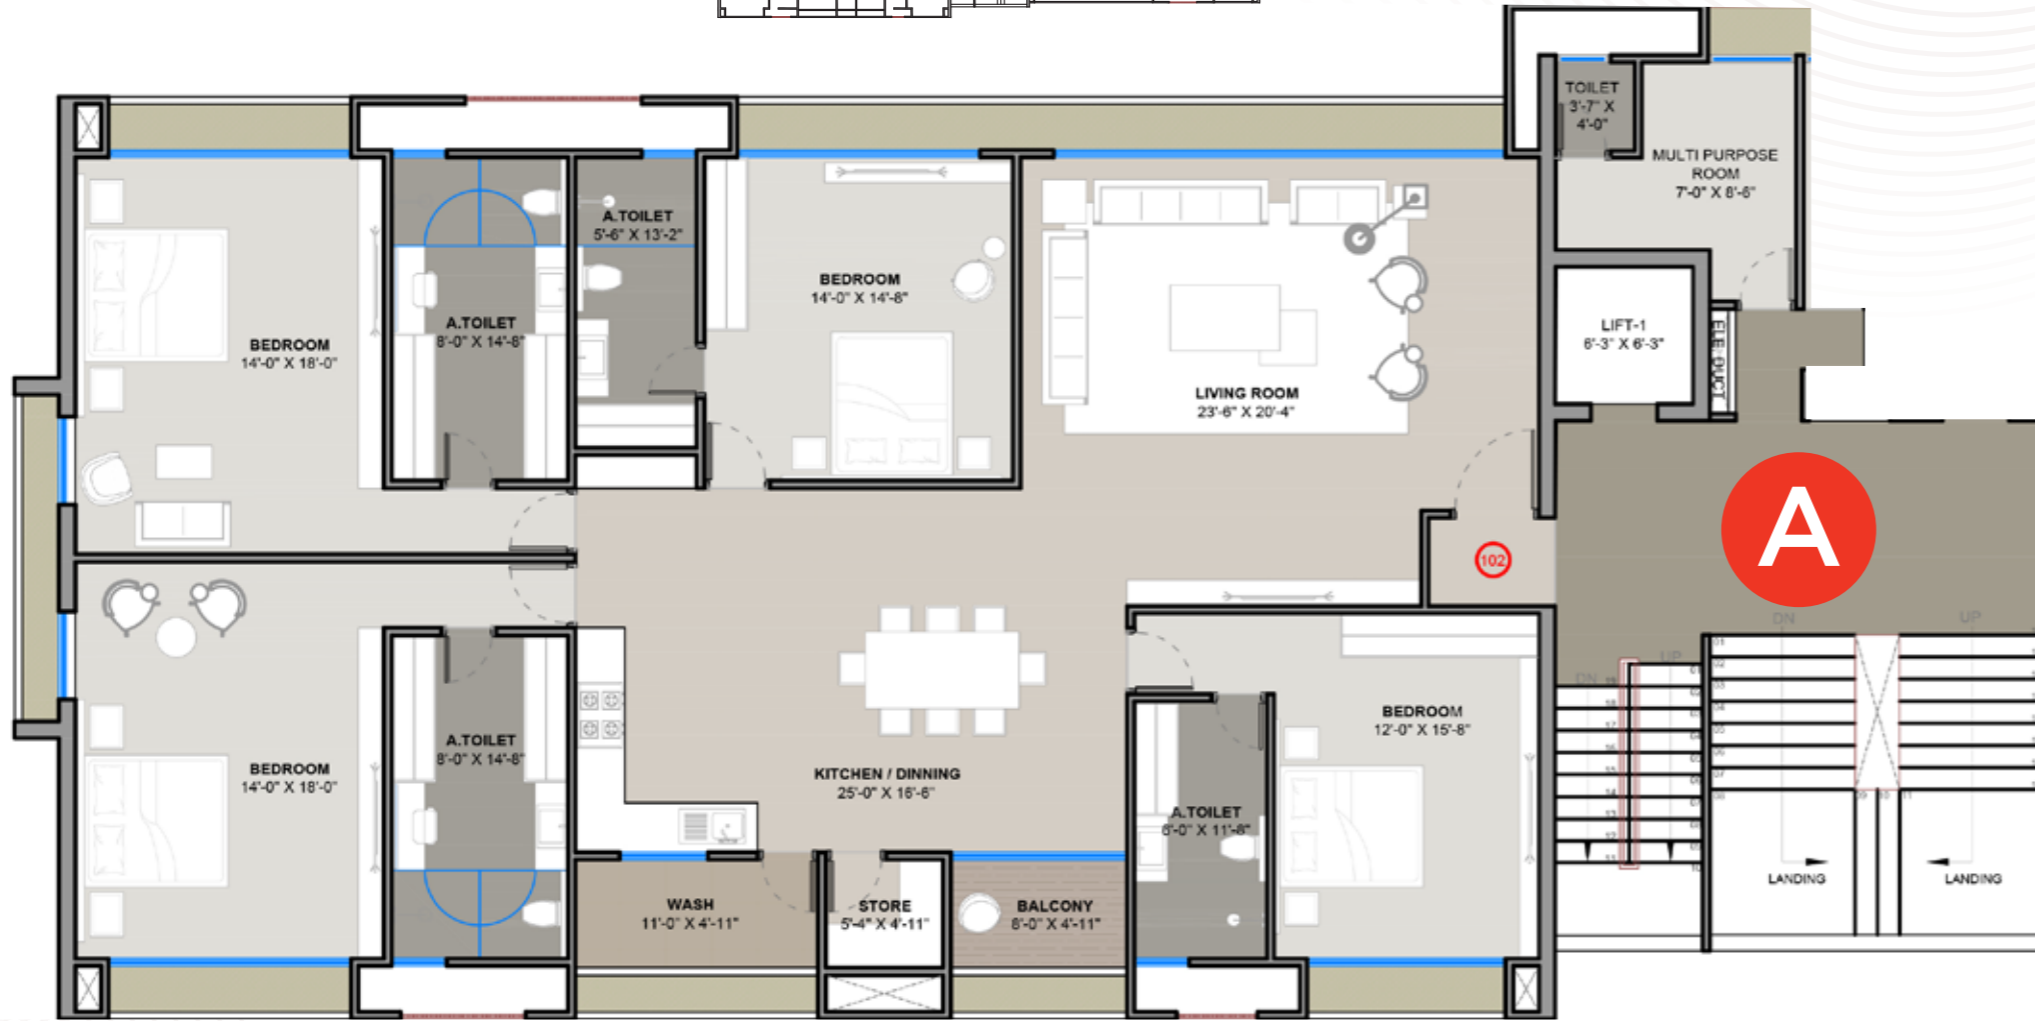 TOILET
3'-7" X
4'-0"
MULTI PURPOSE
ROOM
7'-0" X 8'-6"
A.TOILET
5'-6" X 13'-2"
BEDROOM
14'-0" X 14'-8"
BEDROOM
14'-0" X 18'-0"
A.TOILET
8'-0" X 14'-8"
LIVING ROOM
23'-6" X 20'-4"
LIFT-1
6'-3" X 6'-3"
ELE. DUCT
A
102
DN
UP
DN
UP
BEDROOM
14'-0" X 18'-0"
A.TOILET
8'-0" X 14'-8"
KITCHEN / DINNING
25'-0" X 16'-6"
BEDROOM
12'-0" X 15'-8"
A.TOILET
6'-0" X 11'-8"
WASH
11'-0" X 4'-11"
STORE
5'-4" X 4'-11"
BALCONY
8'-0" X 4'-11"
LANDING
LANDING